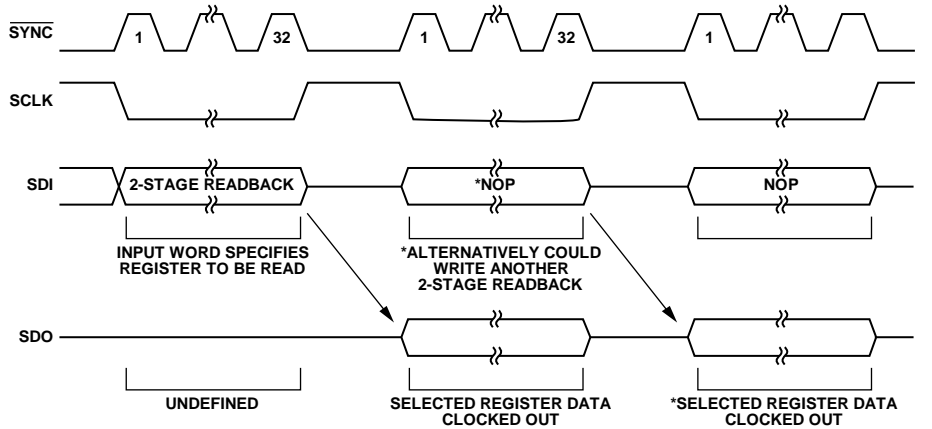 SYNC
1
32
1
32
1
SCLK
SDI
2-STAGE READBACK
*NOP
NOP
INPUT WORD SPECIFIES
REGISTER TO BE READ
*ALTERNATIVELY COULD
WRITE ANOTHER
2-STAGE READBACK
SDO
UNDEFINED
SELECTED REGISTER DATA
CLOCKED OUT
*SELECTED REGISTER DATA
CLOCKED OUT